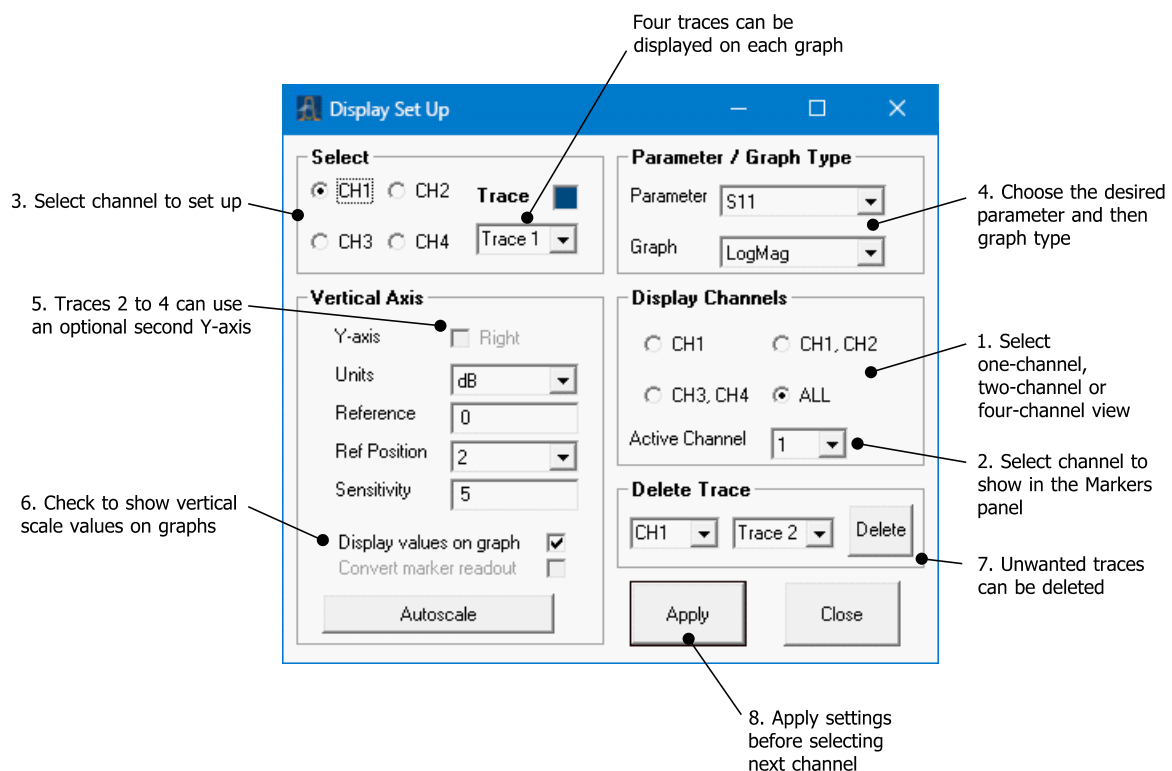 Four traces can be
displayed on each graph
Display Set Up
Select
CH1 CH2
Trace
CH3 CH4
Trace 1
Parameter / Graph Type
Parameter S11
Graph LogMag
3. Select channel to set up
4. Choose the desired
parameter and then
graph type
5. Traces 2 to 4 can use
an optional second Y-axis
Vertical Axis
Y-axis Right
Units dB
Reference 0
Ref Position 2
Sensitivity 5
Display values on graph
Convert marker readout
Autoscale
6. Check to show vertical
scale values on graphs
Display Channels
CH1 CH1, CH2
CH3, CH4 ALL
Active Channel 1
1. Select
one-channel,
two-channel or
four-channel view
2. Select channel to
show in the Markers
panel
Delete Trace
CH1 Trace 2 Delete
7. Unwanted traces
can be deleted
Apply Close
8. Apply settings
before selecting
next channel